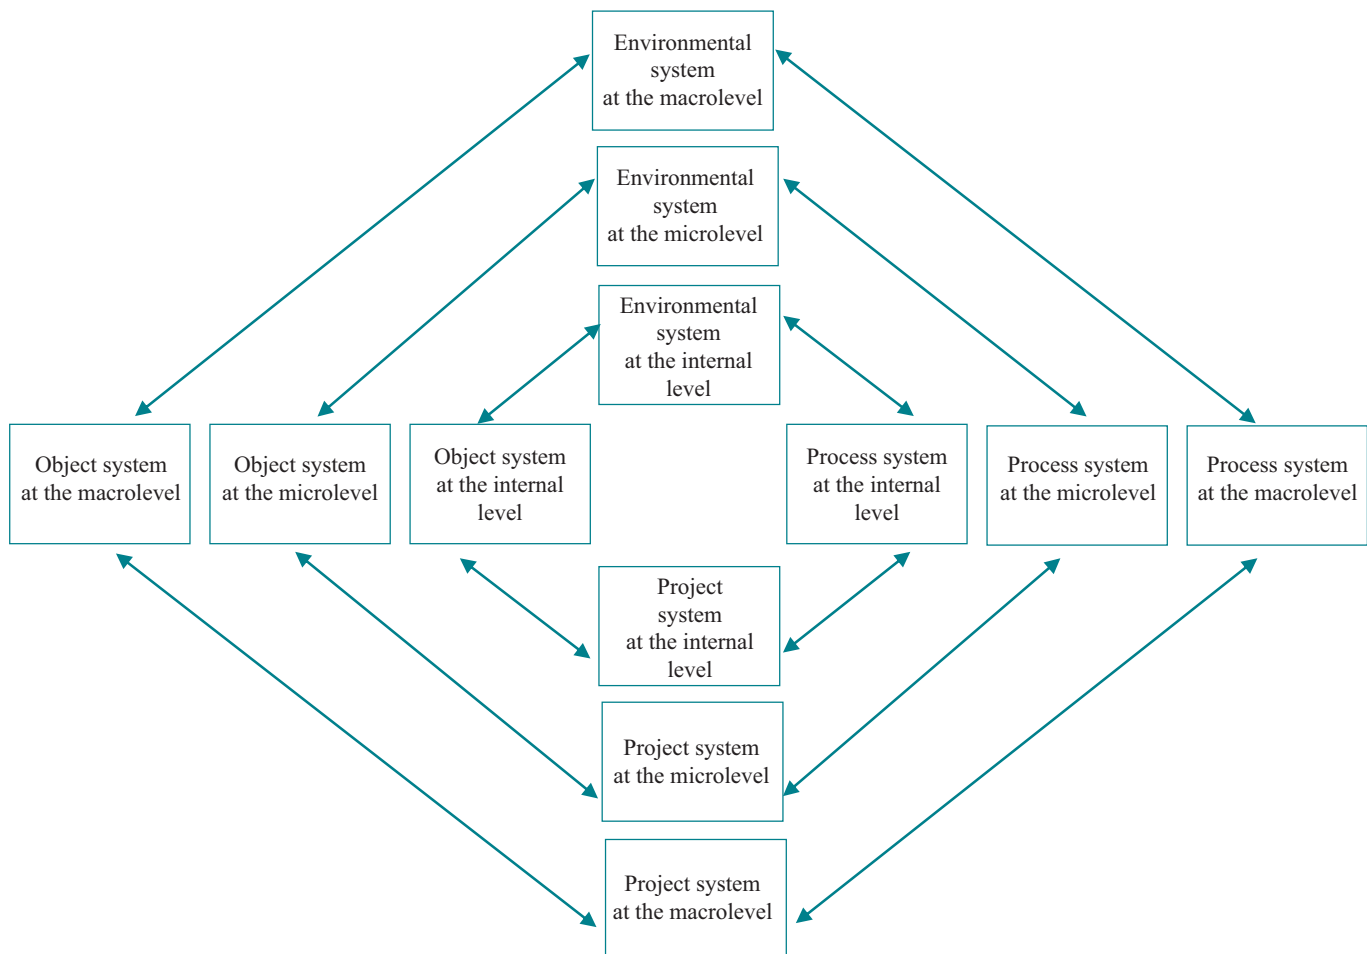 Environmental
system
at the macrolevel
Environmental
system
at the microlevel
Environmental
system
at the internal
level
Object system
at the macrolevel
Object system
at the microlevel
Object system
at the internal
level
Process system
at the internal
level
Process system
at the microlevel
Process system
at the macrolevel
Project
system
at the internal
level
Project system
at the microlevel
Project system
at the macrolevel